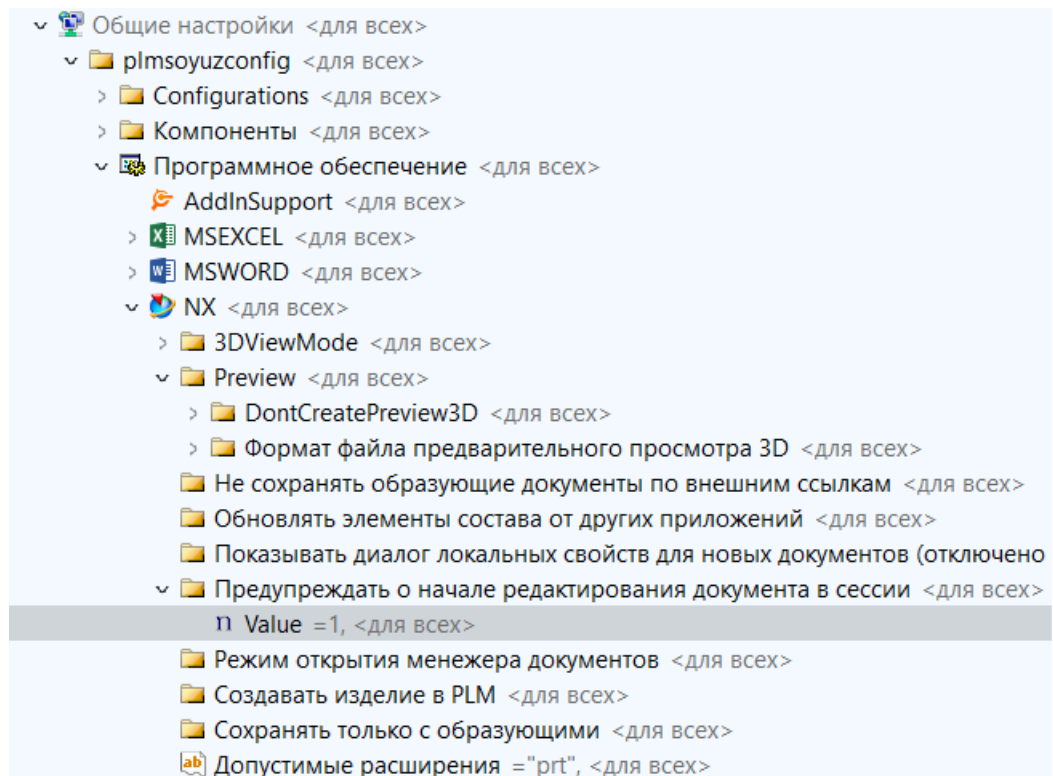 Общие настройки <для всех>
plmsoyuzconfig <для всех>
Configurations <для всех>
Компоненты <для всех>
Программное обеспечение <для всех>
AddInSupport <для всех>
MSEXCEL <для всех>
MSWORD <для всех>
NX <для всех>
3DViewMode <для всех>
Preview <для всех>
DontCreatePreview3D <для всех>
Формат файла предварительного просмотра 3D <для всех>
Не сохранять образующие документы по внешним ссылкам <для всех>
Обновлять элементы состава от других приложений <для всех>
Показывать диалог локальных свойств для новых документов (отключено
Предупреждать о начале редактирования документа в сессии <для всех>
n Value =1, <для всех>
Режим открытия менежера документов <для всех>
Создавать изделие в PLM <для всех>
Сохранять только с образующими <для всех>
ab Допустимые расширения ="prt", <для всех>